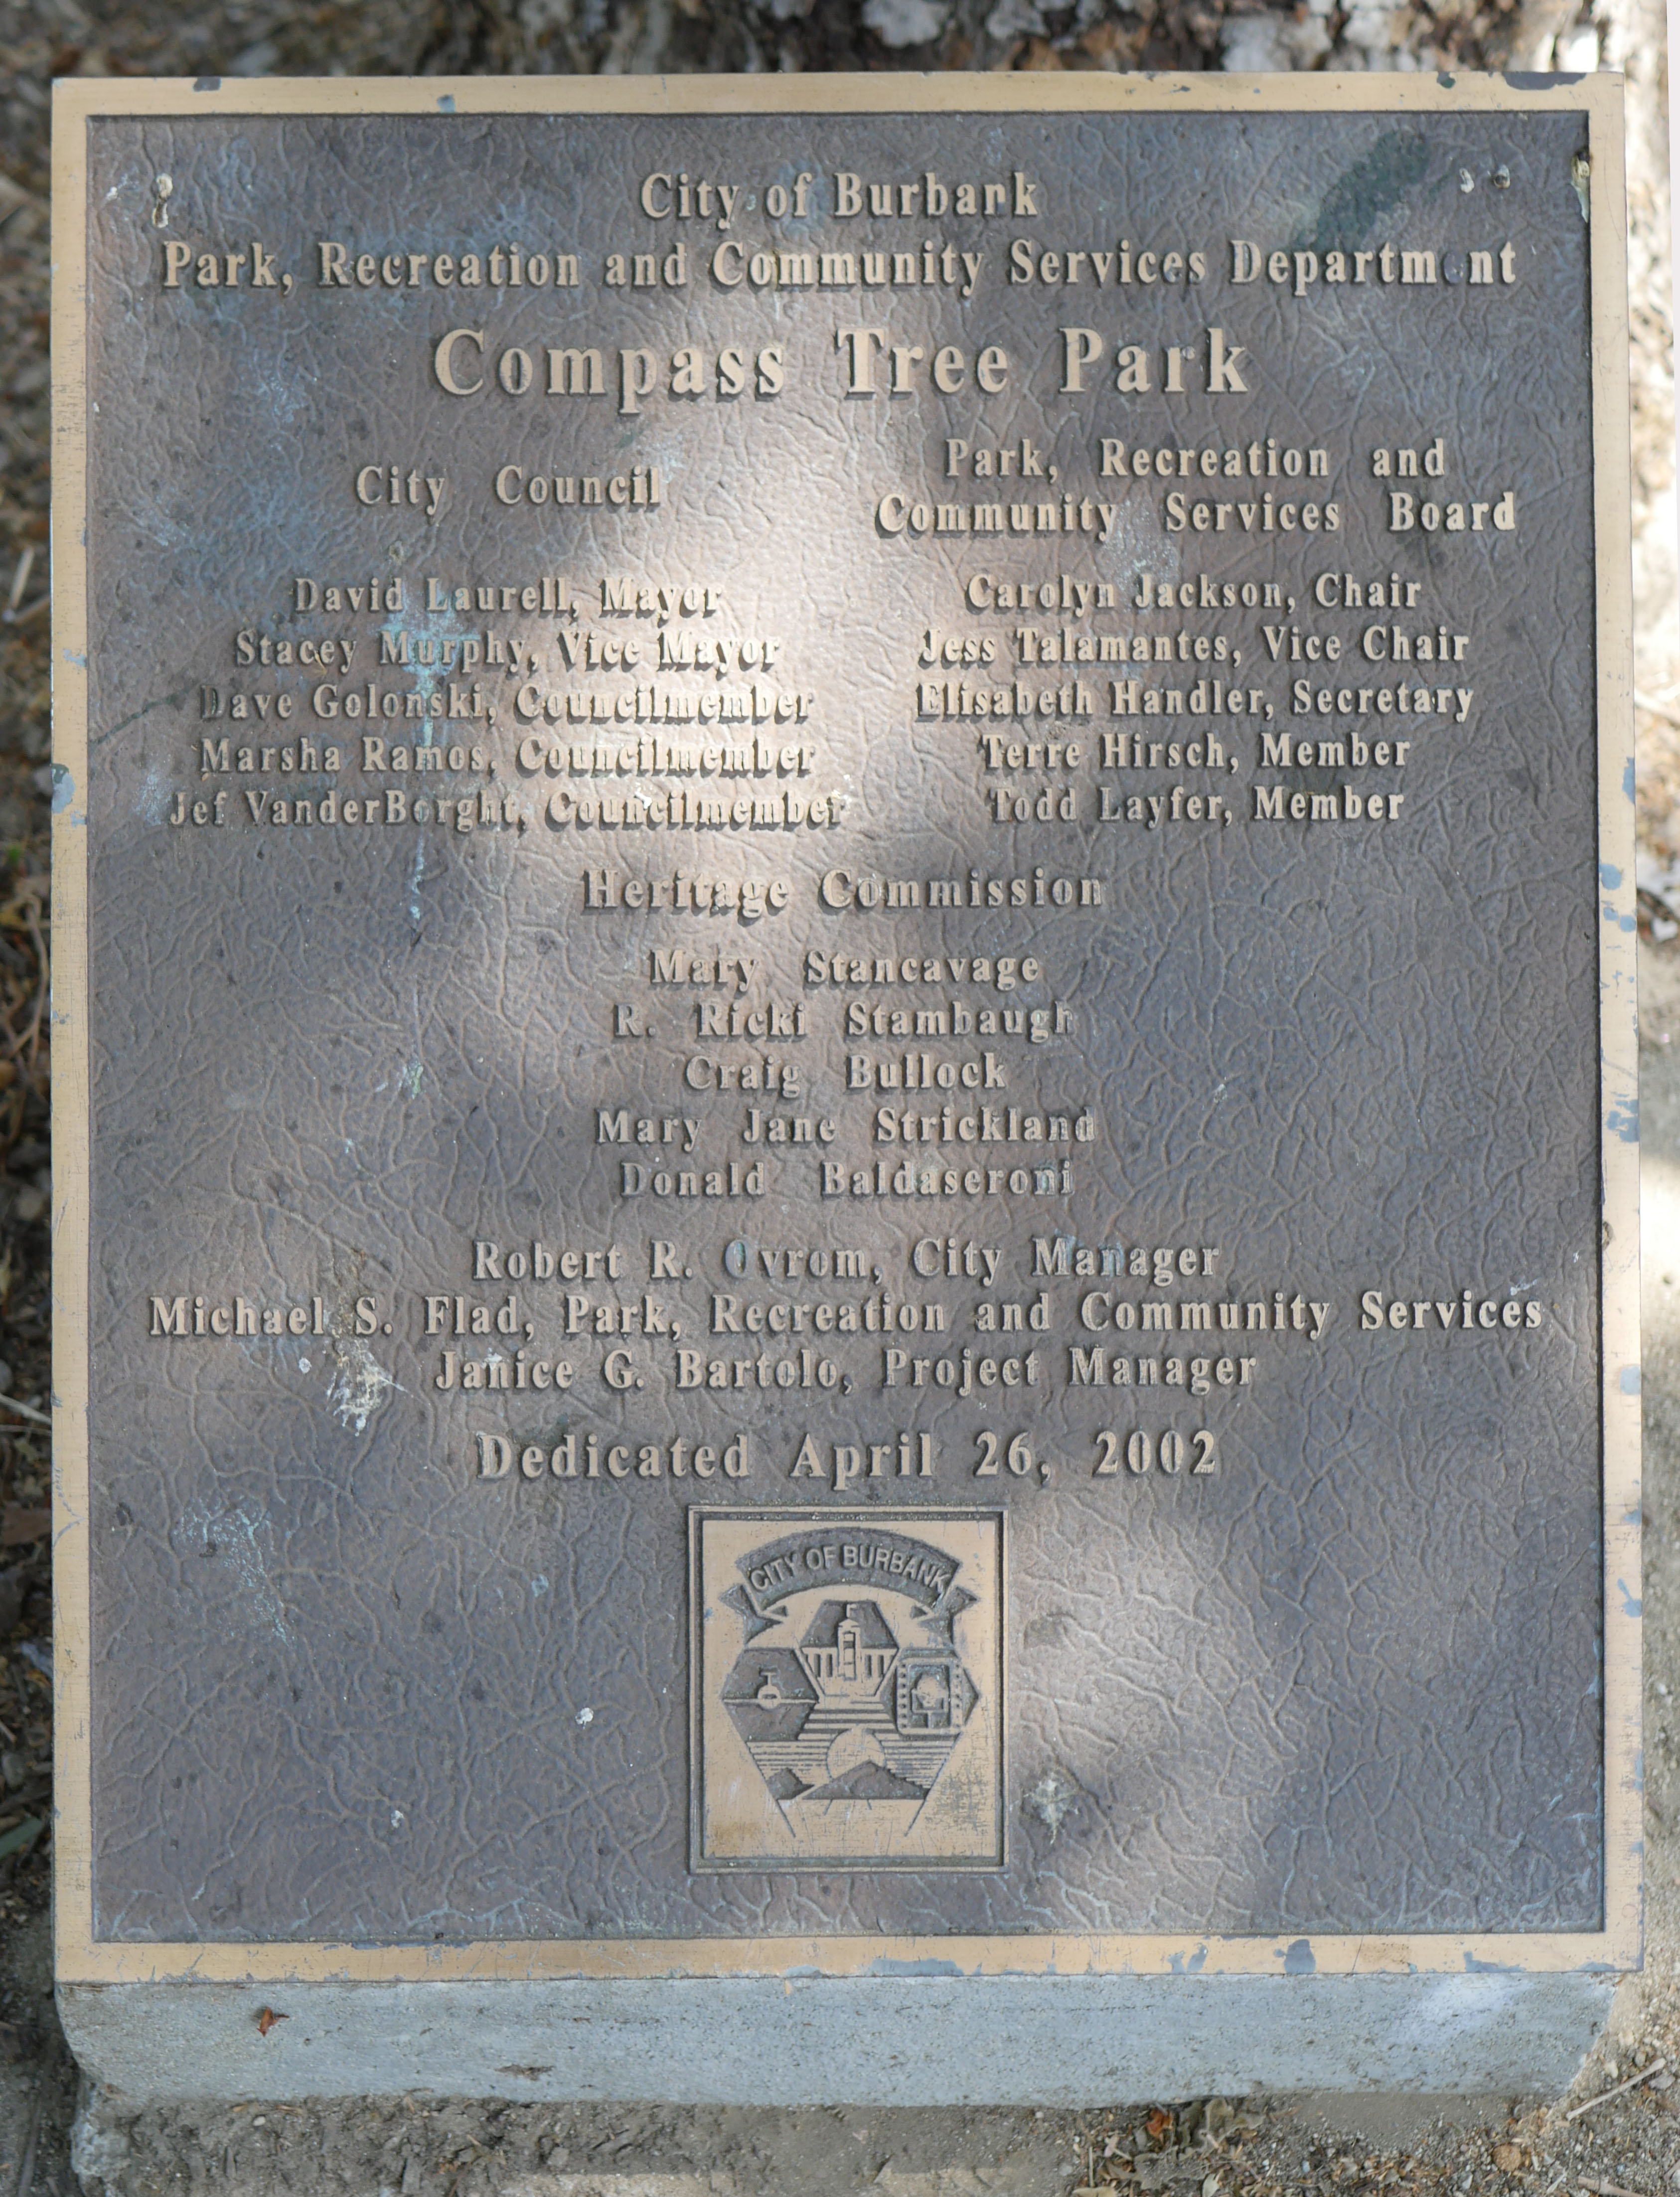 City of Burbank
Park, Recreation and Community Services Department
Compass Tree Park
City Council
David Laurell, Mayor
Stacey Murphy, Vice Mayor
Dave Golonski, Councilmember
Marsha Ramos, Councilmember
Jef VanderBorght, Councilmember
Park, Recreation and
Community Services Board
Carolyn Jackson, Chair
Jess Talamantes, Vice Chair
Elisabeth Handler, Secretary
Terre Hirsch, Member
Todd Layfer, Member
Heritage Commission
Mary Stancavage
R. Ricki Stambaugh
Craig Bullock
Mary Jane Strickland
Donald Baldaseroni
Robert R. Ovrom, City Manager
Michael S. Flad, Park, Recreation and Community Services
Janice G. Bartolo, Project Manager
Dedicated April 26, 2002
CITY OF BURBANK